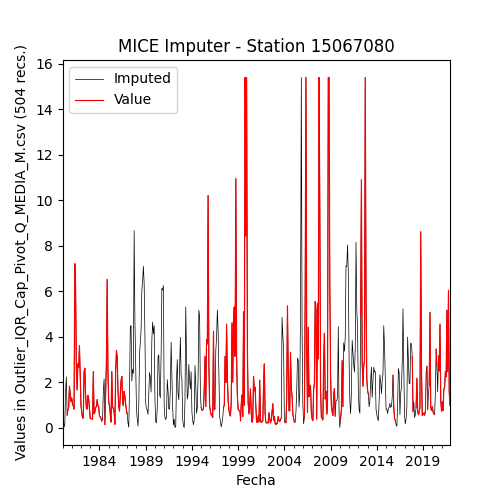 MICE Imputer - Station 15067080
Imputed
Value
Values in Outlier_IQR_Cap_Pivot_Q_MEDIA_M.csv (504 recs.)
16
14
12
10
8
6
4
2
0
1984 1989 1994 1999 2004 2009 2014 2019
Fecha